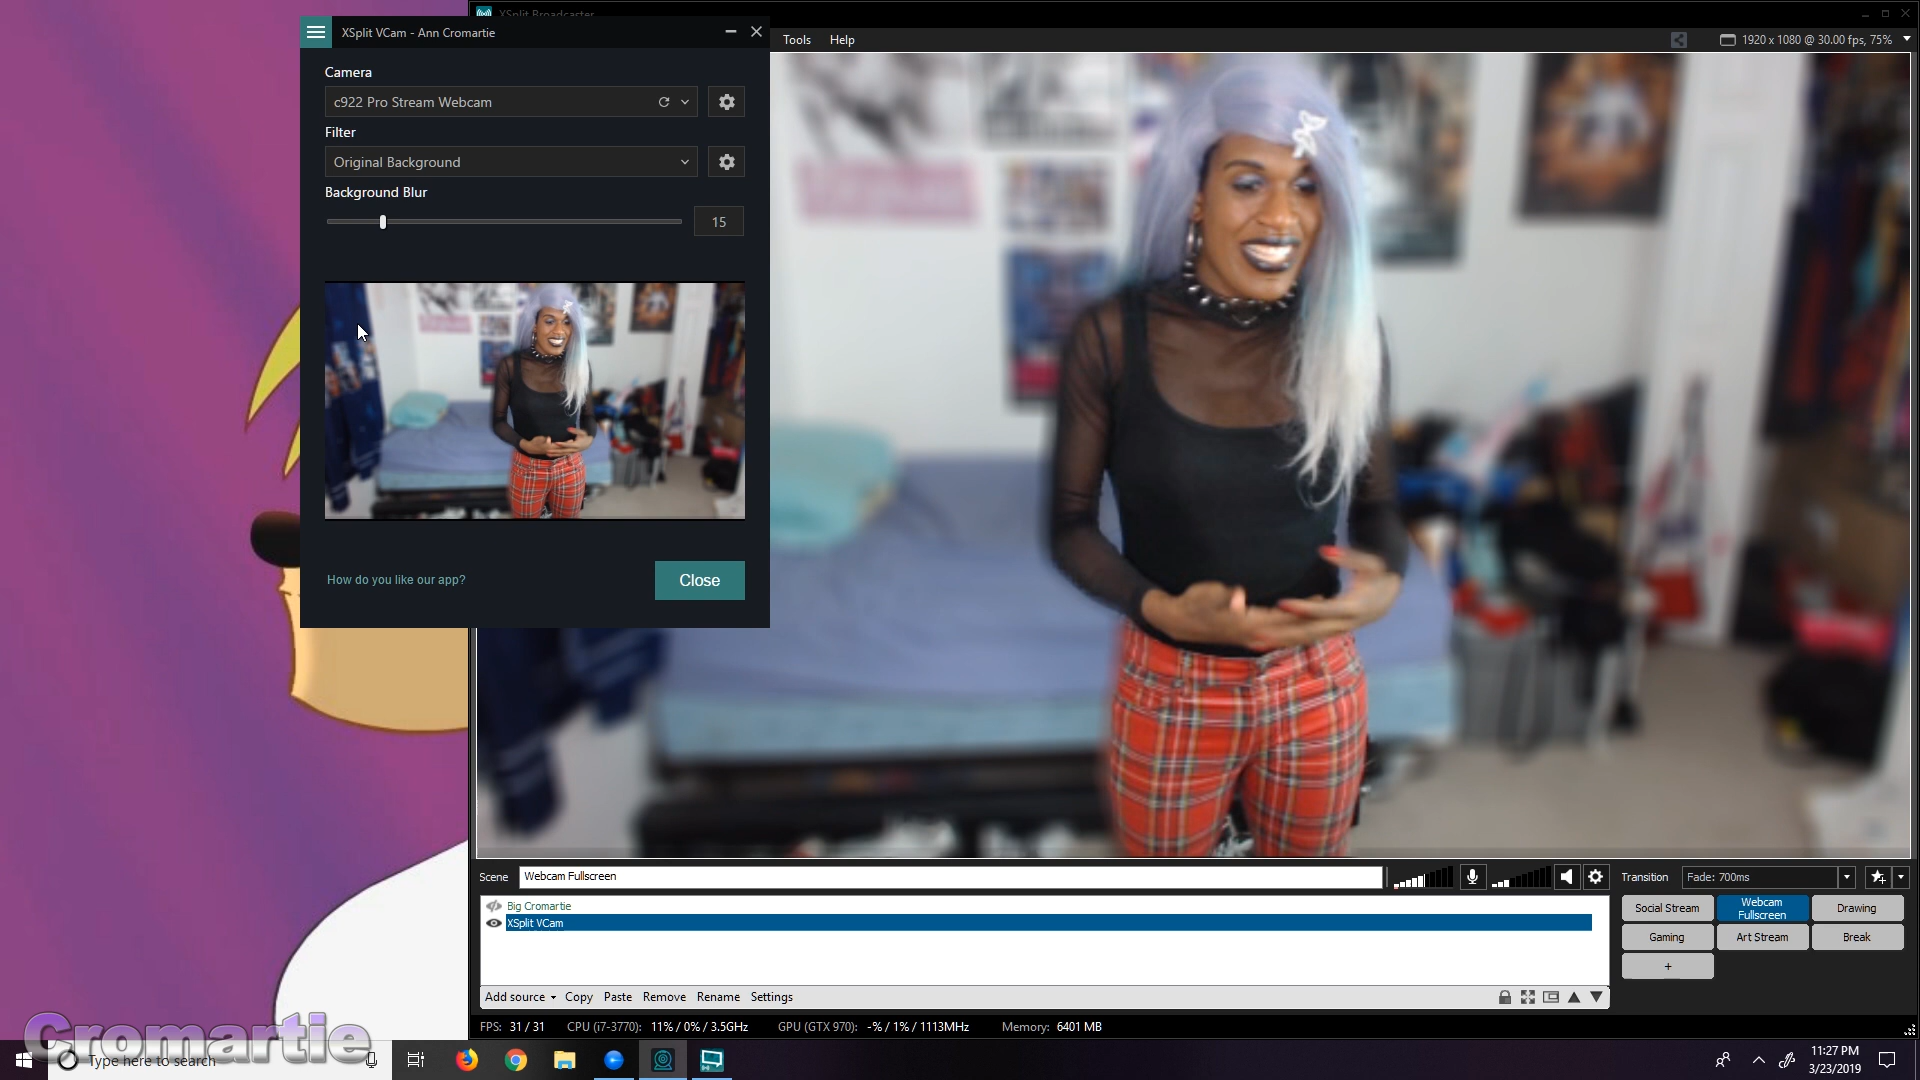 XSplit Broadcaster
XSplit VCam - Ann Cromartie
Tools Help
1920 x 1080 @ 30.00 fps, 75%
Camera
c922 Pro Stream Webcam
Filter
Original Background
Background Blur
15
How do you like our app?
Close
Scene
Webcam Fullscreen
Transition
Fade: 700ms
Big Cromartie
XSplit VCam
Social Stream
Webcam
Fullscreen
Drawing
Gaming
Art Stream
Break
+
Add source Copy Paste Remove Rename Settings
FPS: 31 / 31 CPU (i7-3770): 11% / 0% / 3.5GHz GPU (GTX 970): -% / 1% / 1113MHz Memory: 6401 MB
Cromartie
Type here to search
11:27 PM
3/23/2019